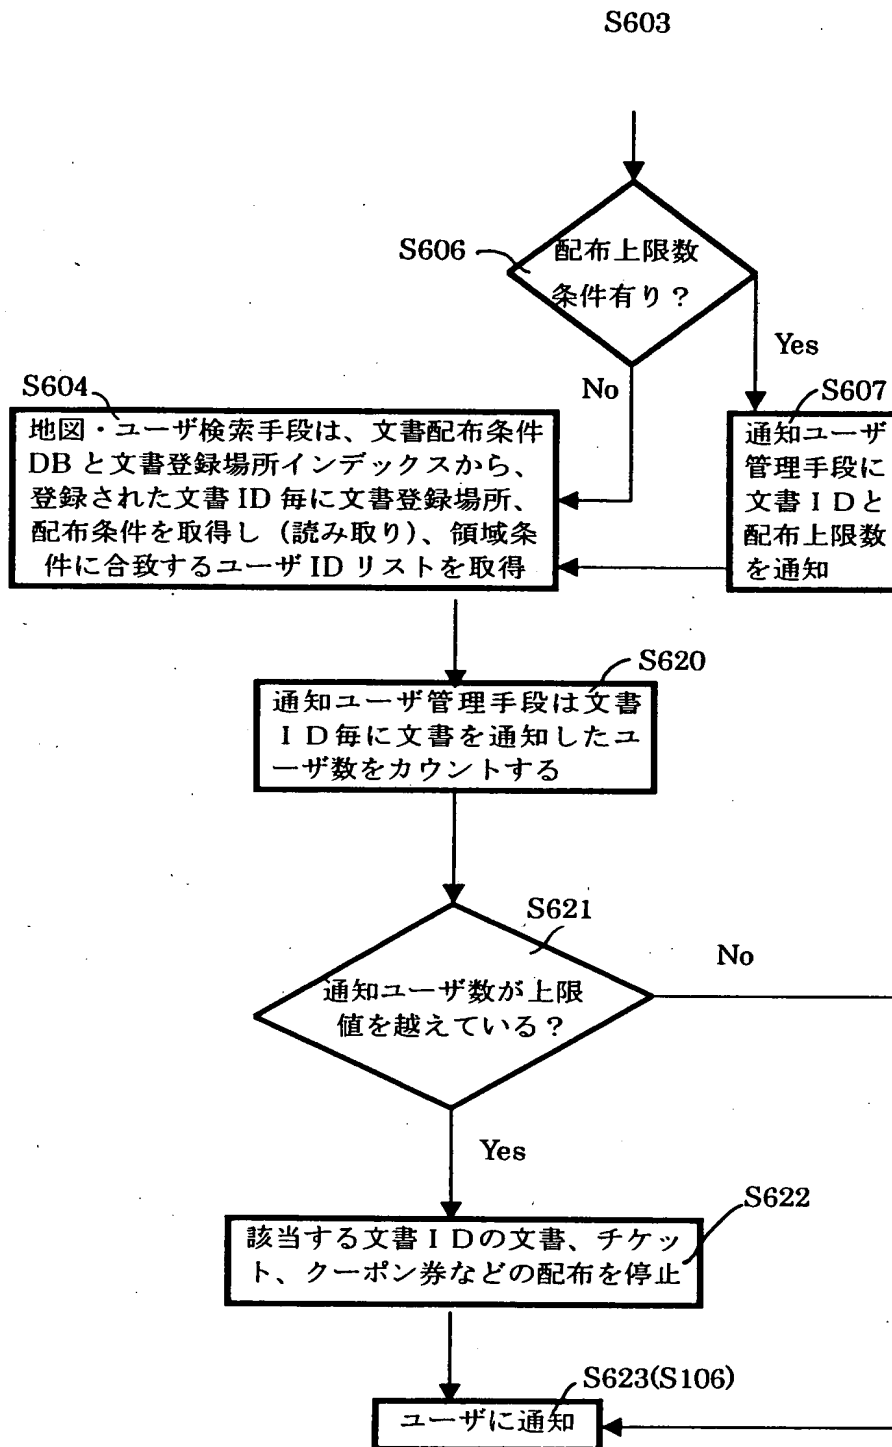 S603
S606
配布上限数
条件有り？
Yes
No
S604
地図・ユーザ検索手段は、文書配布条件
DBと文書登録場所インデックスから、
登録された文書ID毎に文書登録場所、
配布条件を取得し（読み取り）、領域条
件に合致するユーザIDリストを取得
S607
通知ユーザ
管理手段に
文書ＩＤと
配布上限数
を通知
S620
通知ユーザ管理手段は文書
ＩＤ毎に文書を通知したユ
ーザ数をカウントする
S621
通知ユーザ数が上限
値を越えている？
No
Yes
S622
該当する文書ＩＤの文書、チケッ
ト、クーポン券などの配布を停止
S623(S106)
ユーザに通知